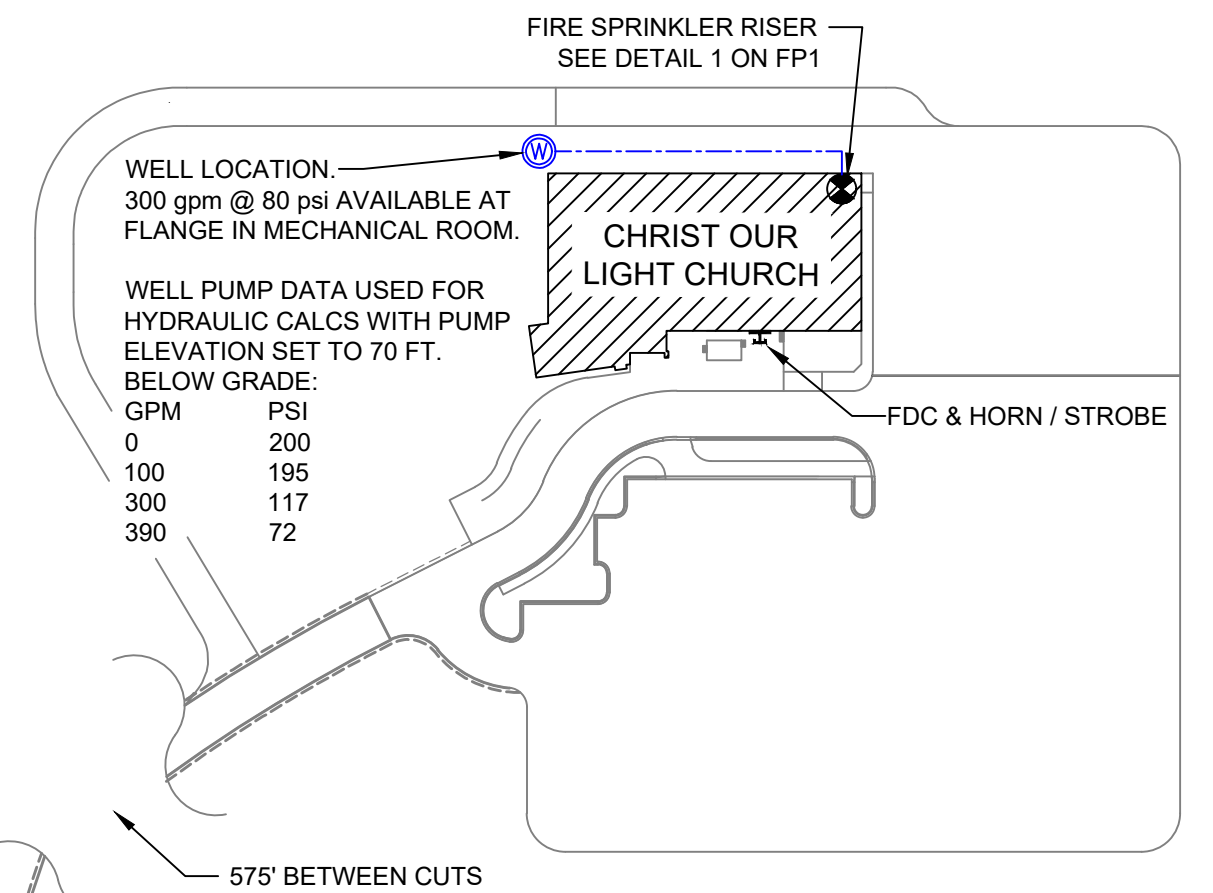 FIRE SPRINKLER RISER
SEE DETAIL 1 ON FP1
W
WELL LOCATION.
300 gpm @ 80 psi AVAILABLE AT
FLANGE IN MECHANICAL ROOM.
CHRIST OUR
LIGHT CHURCH
WELL PUMP DATA USED FOR
HYDRAULIC CALCS WITH PUMP
ELEVATION SET TO 70 FT.
BELOW GRADE:
GPM PSI
0 200
100 195
300 117
390 72
FDC & HORN / STROBE
575' BETWEEN CUTS